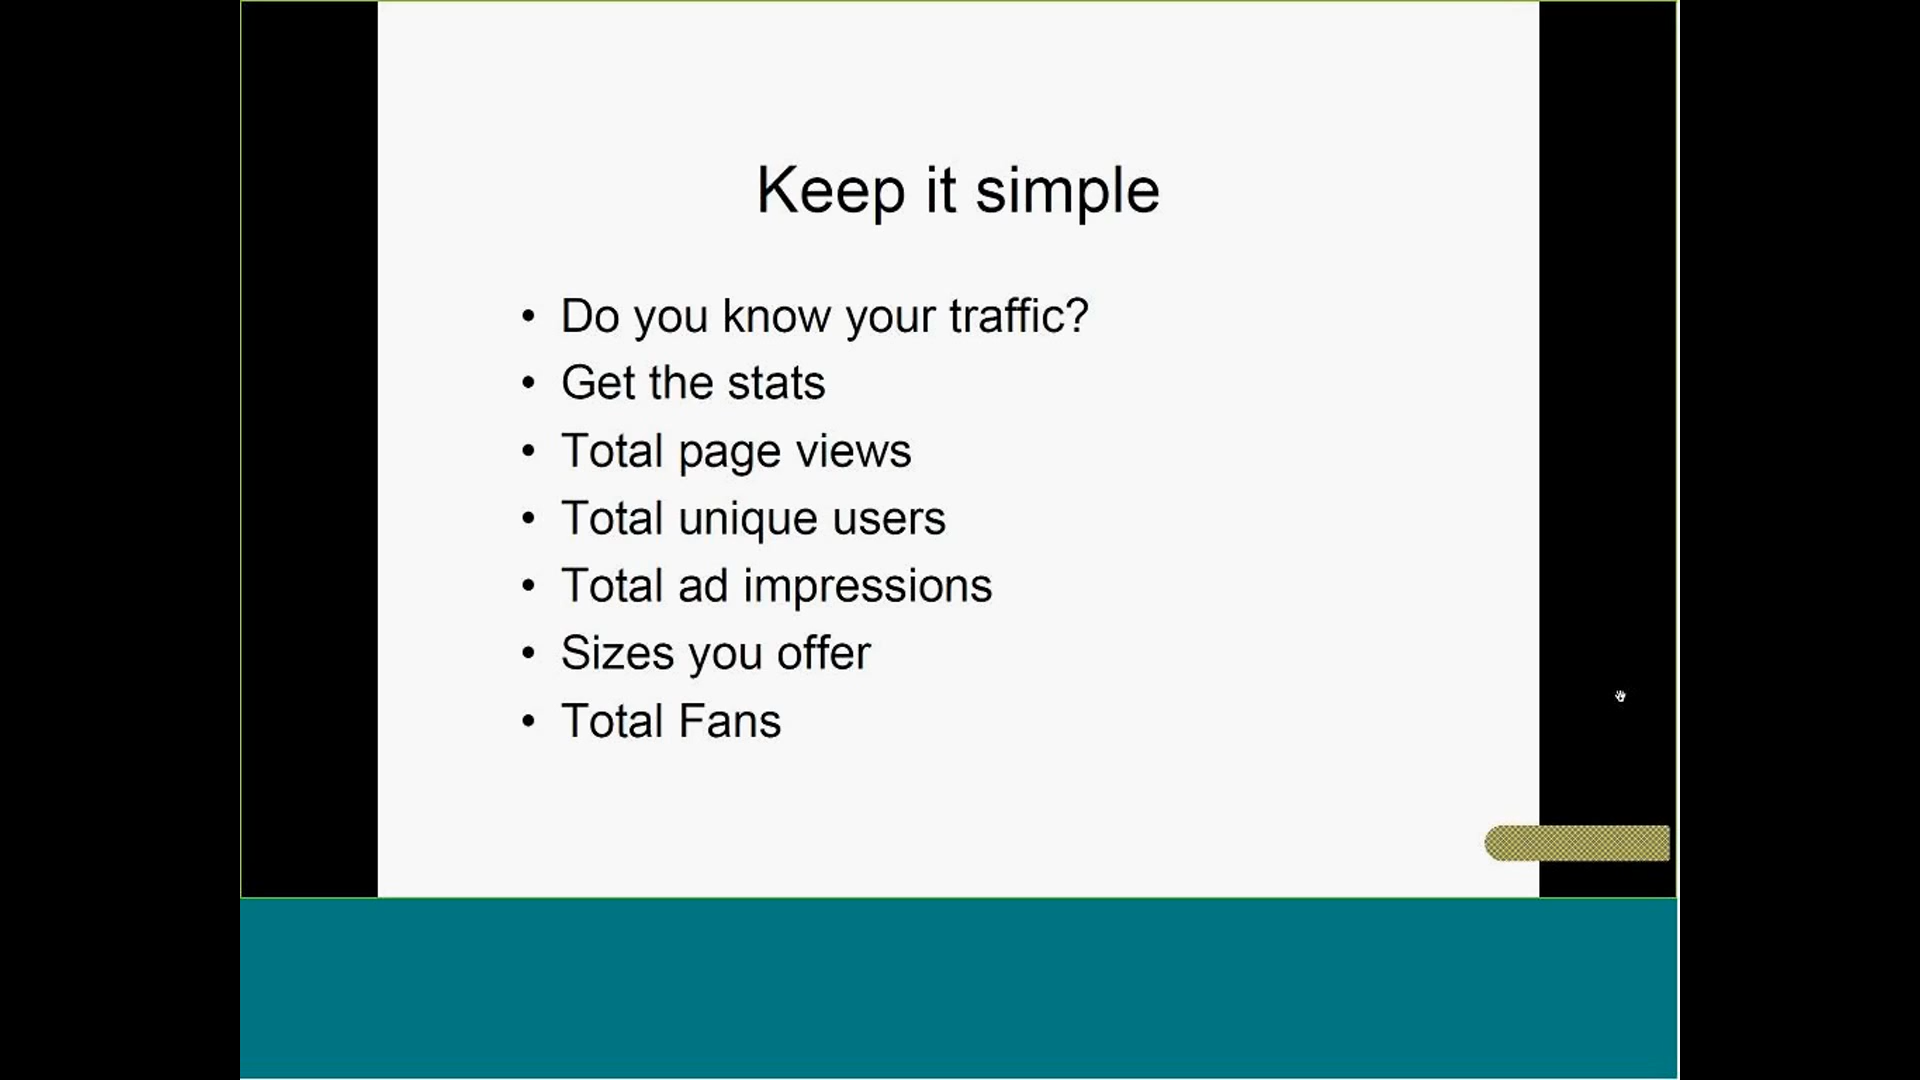 Keep it simple
• Do you know your traffic?
• Get the stats
• Total page views
• Total unique users
• Total ad impressions
• Sizes you offer
• Total Fans